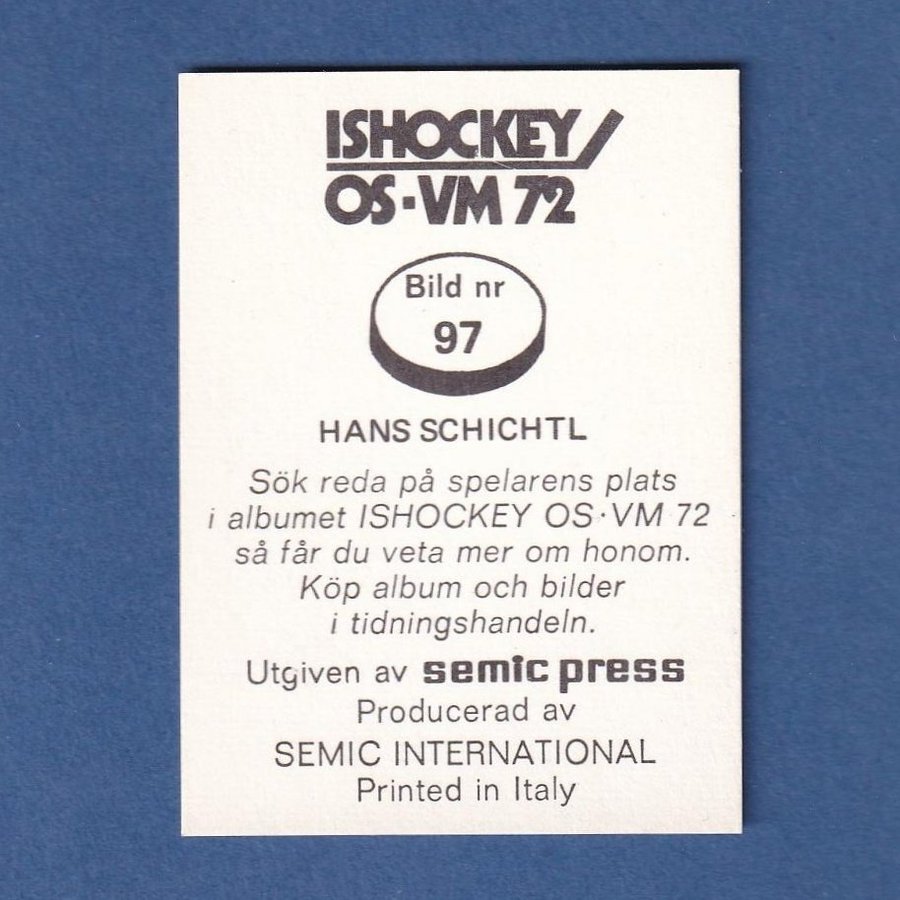 ISHOCKEY
OS·VM 72
Bild nr
97
HANS SCHICHTL
Sök reda på spelarens plats
i albumet ISHOCKEY OS·VM 72
så får du veta mer om honom.
Köp album och bilder
i tidningshandeln.
Utgiven av semic press
Producerad av
SEMIC INTERNATIONAL
Printed in Italy